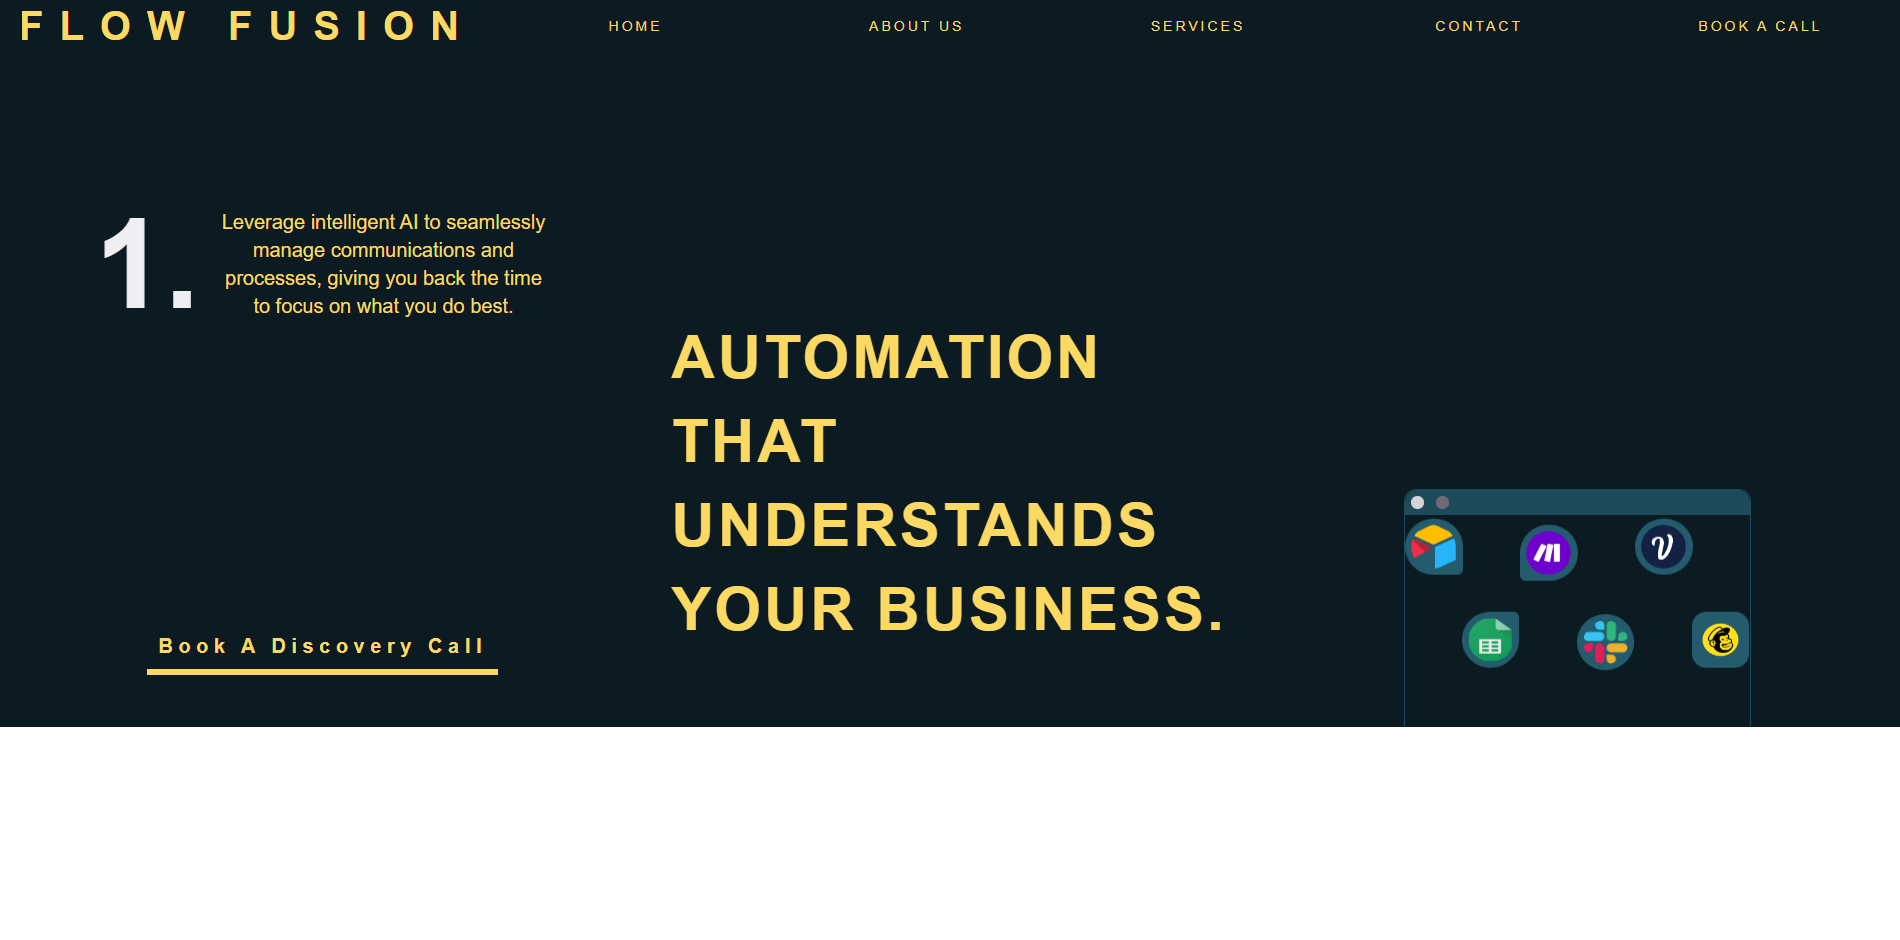 FLOW FUSION
HOME
ABOUT US
SERVICES
CONTACT
BOOK A CALL
1.
Leverage intelligent AI to seamlessly
manage communications and
processes, giving you back the time
to focus on what you do best.
AUTOMATION
THAT
UNDERSTANDS
YOUR BUSINESS.
Book A Discovery Call